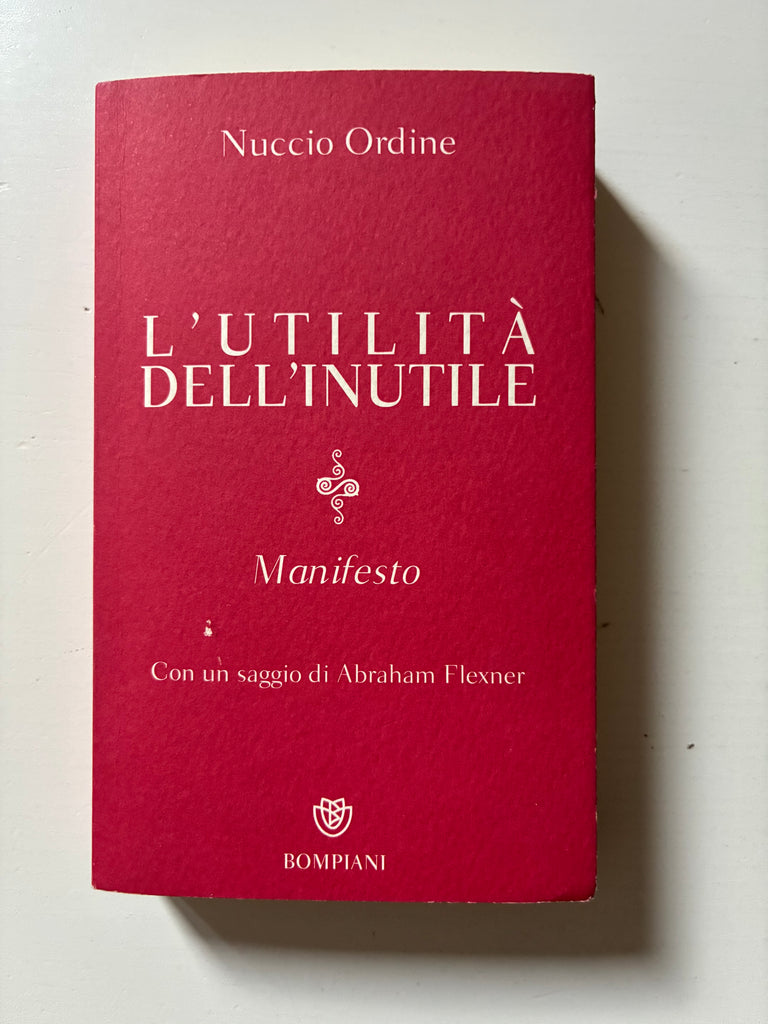 Nuccio Ordine
L’UTILITÀ
DELL’INUTILE
Manifesto
Con un saggio di Abraham Flexner
BOMPIANI